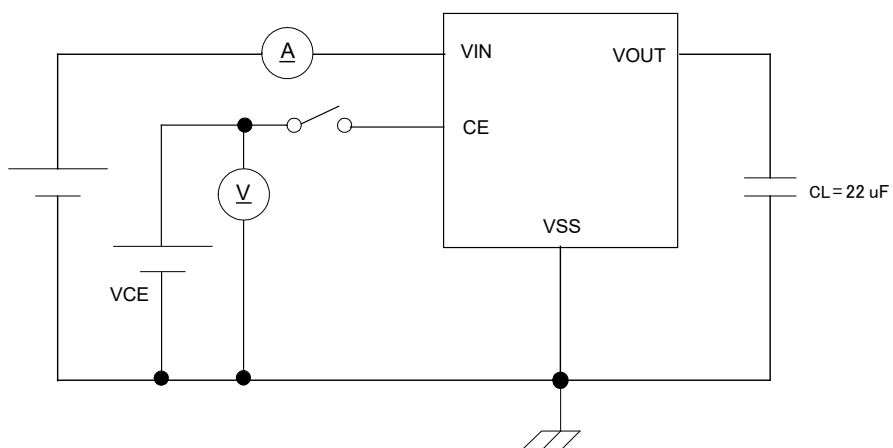 A
VIN
VOUT
CE
V
CL=22 uF
VSS
VCE